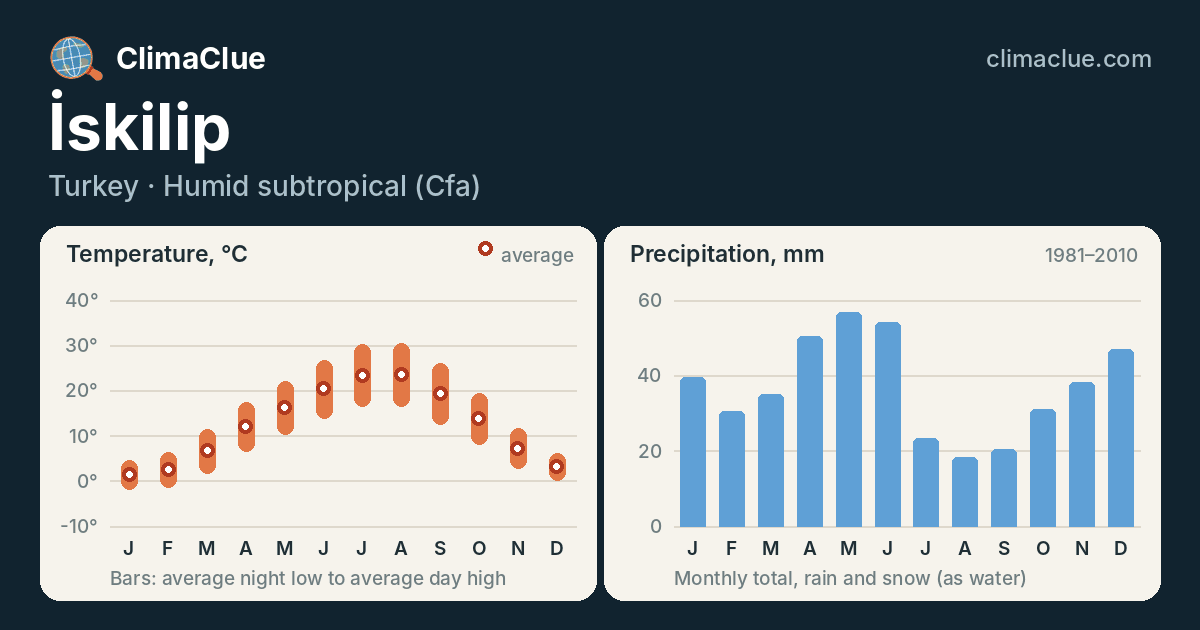 ClimaClue
climaclue.com
İskilip
Turkey · Humid subtropical (Cfa)
Temperature, °C
average
40°
30°
20°
10°
0°
-10°
J F M A M J J A S O N D
Bars: average night low to average day high
Precipitation, mm
1981–2010
60
40
20
0
J F M A M J J A S O N D
Monthly total, rain and snow (as water)